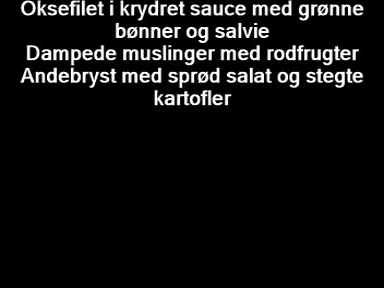 Oksefilet i krydret sauce med grønne
bønner og salvie
Dampede muslinger med rodfrugter
Andebryst med sprød salat og stegte
kartofler